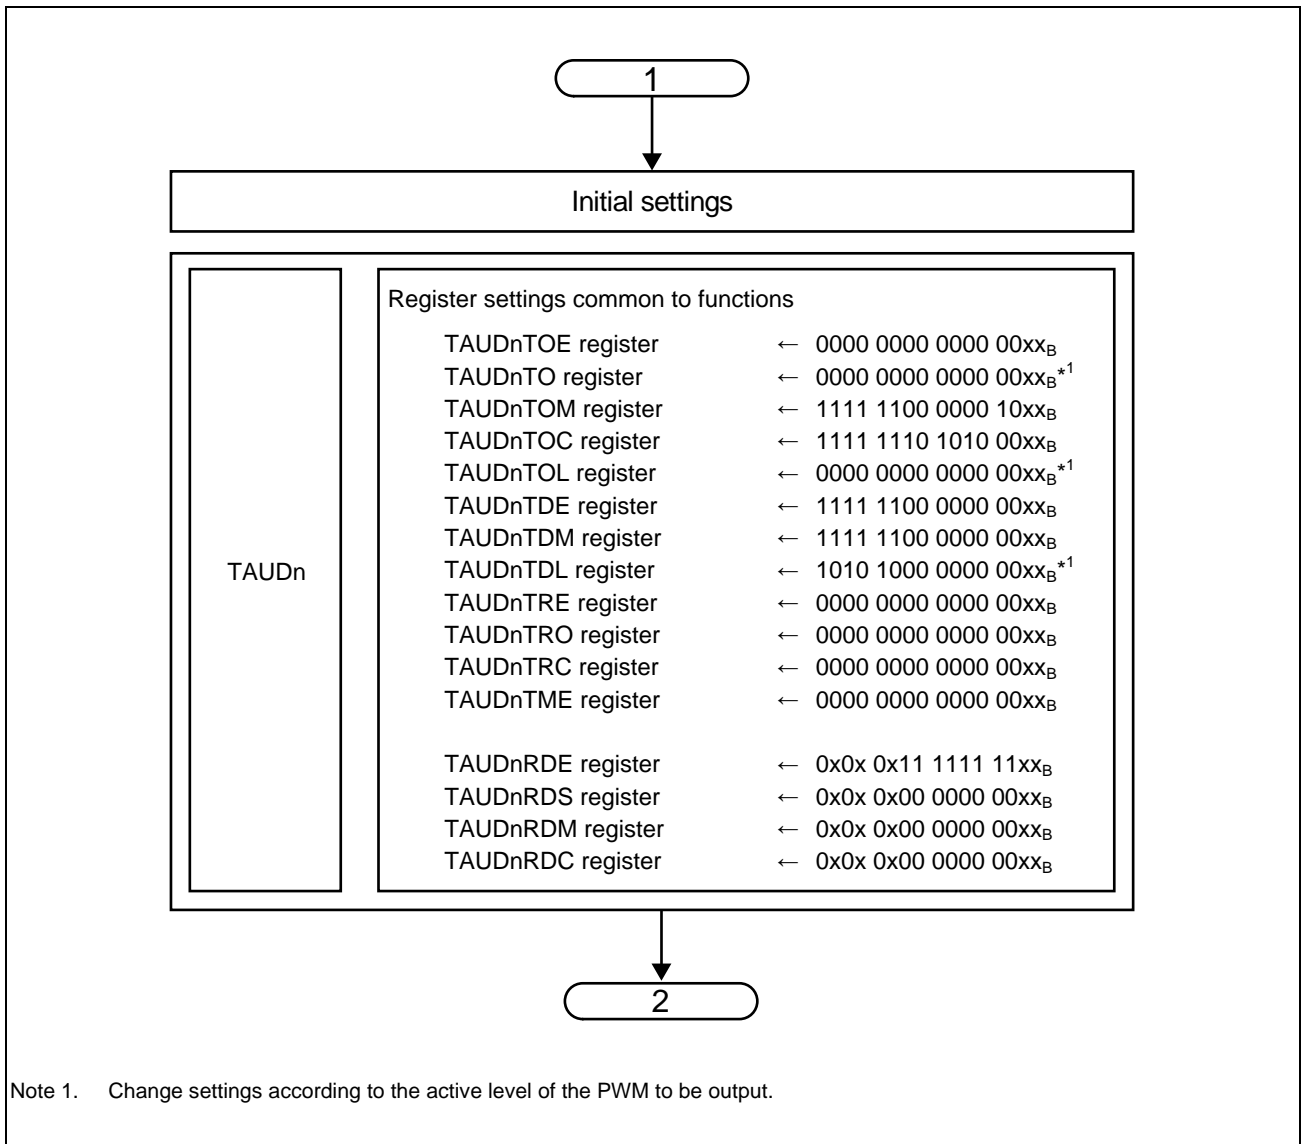 1
Initial settings
TAUDn
Register settings common to functions
TAUDnTOE register ← 0000 0000 0000 00xxB
TAUDnTO register ← 0000 0000 0000 00xxB*1
TAUDnTOM register ← 1111 1100 0000 10xxB
TAUDnTOC register ← 1111 1110 1010 00xxB
TAUDnTOL register ← 0000 0000 0000 00xxB*1
TAUDnTDE register ← 1111 1100 0000 00xxB
TAUDnTDM register ← 1111 1100 0000 00xxB
TAUDnTDL register ← 1010 1000 0000 00xxB*1
TAUDnTRE register ← 0000 0000 0000 00xxB
TAUDnTRO register ← 0000 0000 0000 00xxB
TAUDnTRC register ← 0000 0000 0000 00xxB
TAUDnTME register ← 0000 0000 0000 00xxB
TAUDnRDE register ← 0x0x 0x11 1111 11xxB
TAUDnRDS register ← 0x0x 0x00 0000 00xxB
TAUDnRDM register ← 0x0x 0x00 0000 00xxB
TAUDnRDC register ← 0x0x 0x00 0000 00xxB
2
Note 1. Change settings according to the active level of the PWM to be output.